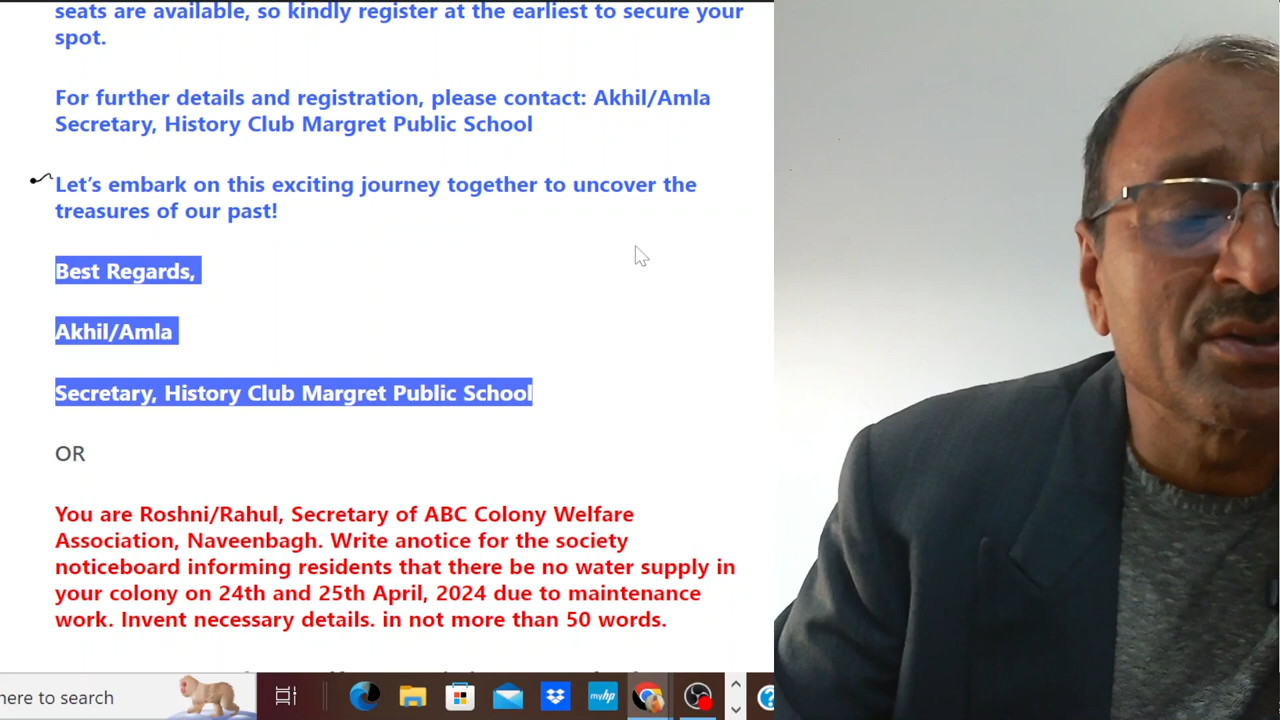 seats are available, so kindly register at the earliest to secure your
spot.
For further details and registration, please contact: Akhil/Amla
Secretary, History Club Margret Public School
Let's embark on this exciting journey together to uncover the
treasures of our past!
Best Regards,
Akhil/Amla
Secretary, History Club Margret Public School
OR
You are Roshni/Rahul, Secretary of ABC Colony Welfare
Association, Naveenbagh. Write anotice for the society
noticeboard informing residents that there be no water supply in
your colony on 24th and 25th April, 2024 due to maintenance
work. Invent necessary details. in not more than 50 words.
here to search
myhp